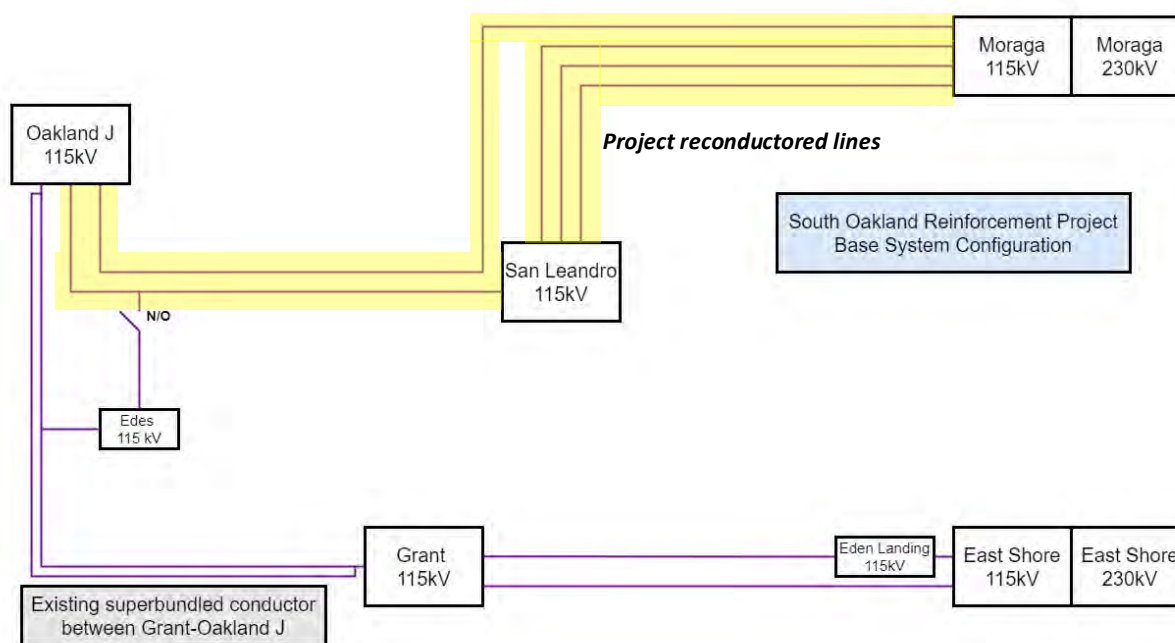 Moraga
115kV
Moraga
230kV
Oakland J
115kV
Project reconductored lines
South Oakland Reinforcement Project
Base System Configuration
San Leandro
115kV
N/O
Edes
115 kV
Grant
115kV
Eden Landing
115kV
East Shore
115kV
East Shore
230kV
Existing superbundled conductor
between Grant-Oakland J